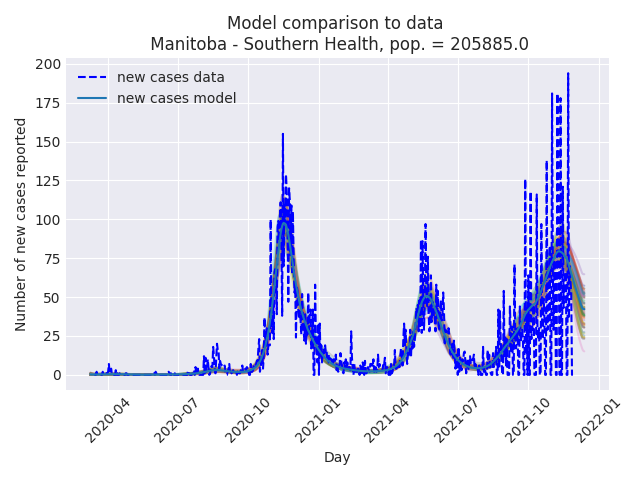 Model comparison to data
Manitoba - Southern Health, pop. = 205885.0
new cases data
new cases model
Number of new cases reported
200
175
150
125
100
75
50
25
0
2020-04
2020-07
2020-10
2021-01
2021-04
2021-07
2021-10
2022-01
Day